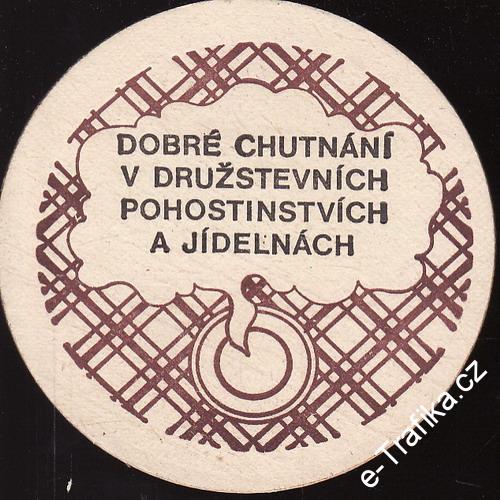 DOBRÉ CHUTNÁNÍ
V DRUŽSTEVNÍCH
POHOSTINSTVÍCH
A JÍDELNÁCH
e-Trafika.cz